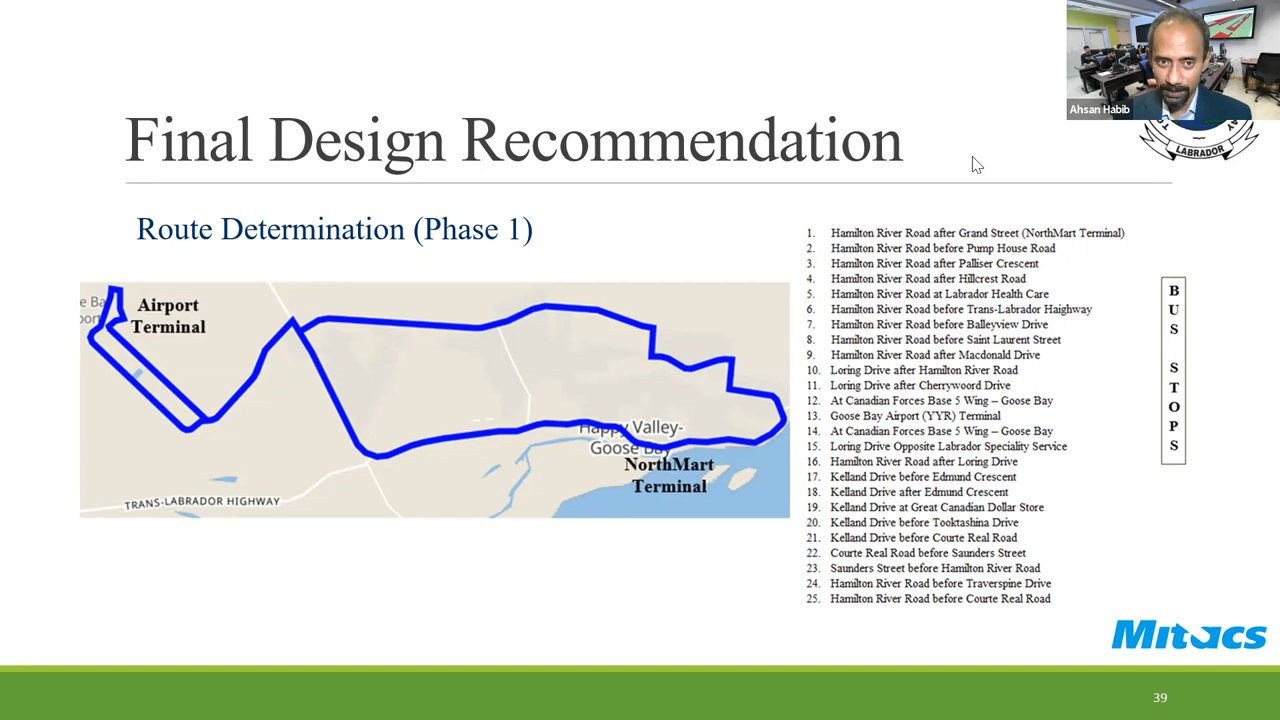 Ahsan Habib
LABRADOR
Final Design Recommendation
Route Determination (Phase 1)
Airport
Terminal
Happy Valley-
Goose Bay
NorthMart
Terminal
TRANS-LABRADOR HIGHWAY
1. Hamilton River Road after Grand Street (NorthMart Terminal)
2. Hamilton River Road before Pump House Road
3. Hamilton River Road after Palliser Crescent
4. Hamilton River Road after Hillcrest Road
5. Hamilton River Road at Labrador Health Care
6. Hamilton River Road before Trans-Labrador Haighway
7. Hamilton River Road before Balleyview Drive
8. Hamilton River Road before Saint Laurent Street
9. Hamilton River Road after Macdonald Drive
10. Loring Drive after Hamilton River Road
11. Loring Drive after Cherrywoord Drive
12. At Canadian Forces Base 5 Wing – Goose Bay
13. Goose Bay Airport (YYR) Terminal
14. At Canadian Forces Base 5 Wing – Goose Bay
15. Loring Drive Opposite Labrador Speciality Service
16. Hamilton River Road after Loring Drive
17. Kelland Drive before Edmund Crescent
18. Kelland Drive after Edmund Crescent
19. Kelland Drive at Great Canadian Dollar Store
20. Kelland Drive before Tooktashina Drive
21. Kelland Drive before Courte Real Road
22. Courte Real Road before Saunders Street
23. Saunders Street before Hamilton River Road
24. Hamilton River Road before Traverspine Drive
25. Hamilton River Road before Courte Real Road
BUS STOPS
Mitacs
39